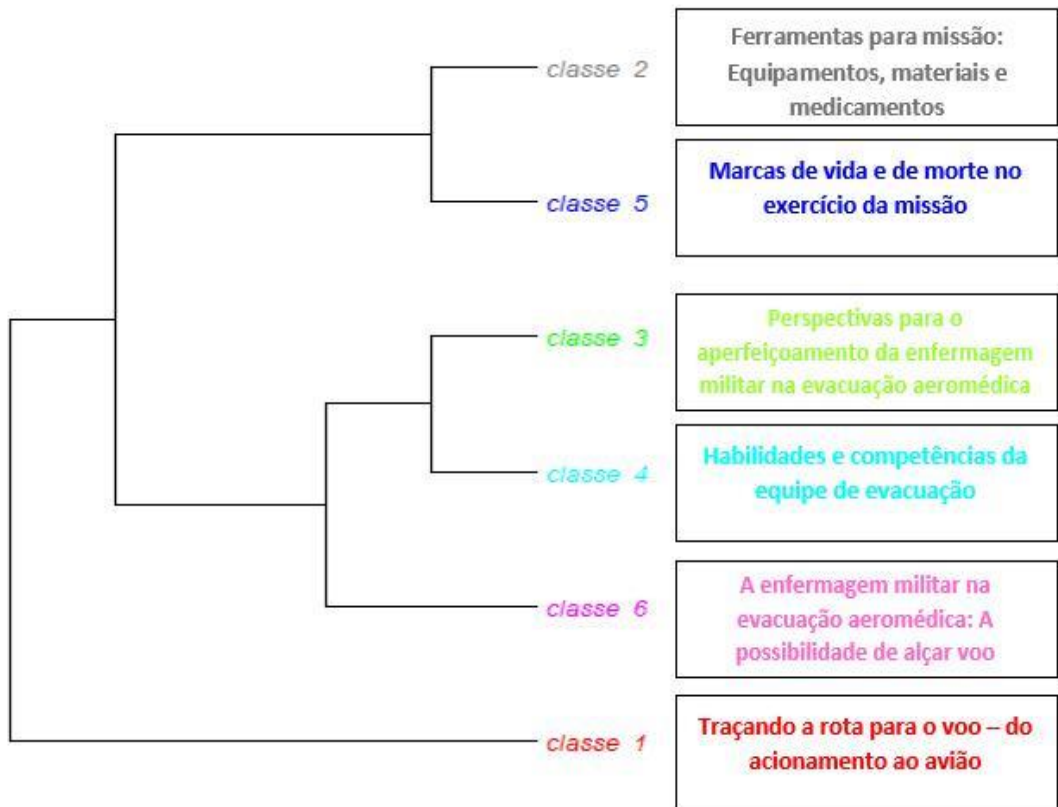 classe 2
Ferramentas para missão:
Equipamentos, materiais e
medicamentos
classe 5
Marcas de vida e de morte no
exercício da missão
classe 3
Perspectivas para o
aperfeiçoamento da enfermagem
militar na evacuação aeromédica
classe 4
Habilidades e competências da
equipe de evacuação
classe 6
A enfermagem militar na
evacuação aeromédica: A
possibilidade de alçar voo
classe 1
Traçando a rota para o voo – do
acionamento ao avião